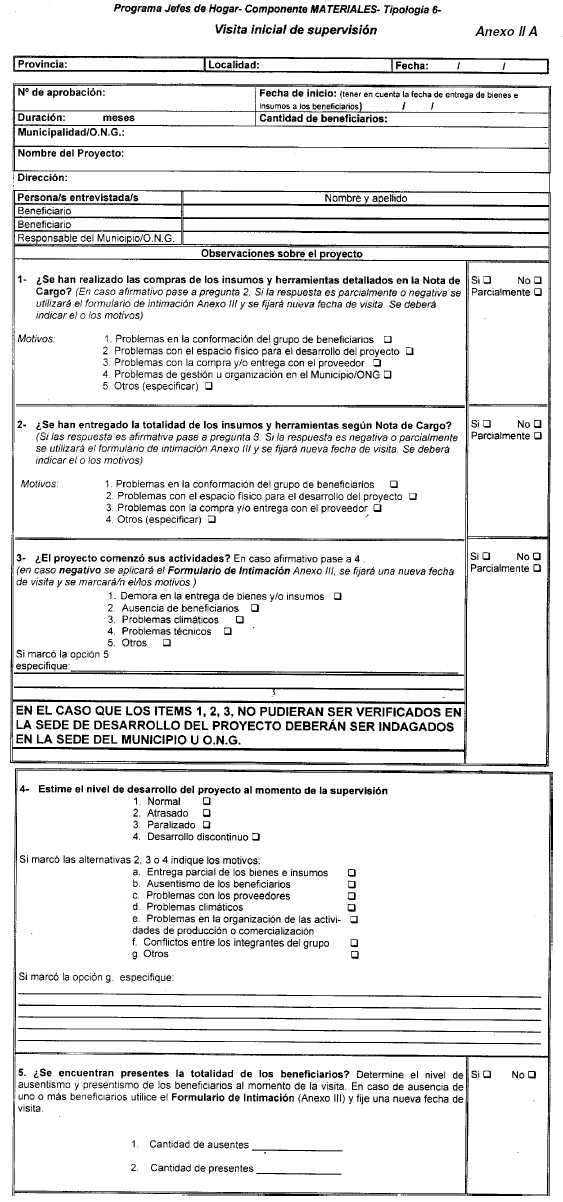 Programa Jefes de Hogar- Componente MATERIALES- Tipología 6-
Visita inicial de supervisión
Anexo II A
Provincia: Localidad: Fecha: / /
Nº de aprobación:
Fecha de inicio: (tener en cuenta la fecha de entrega de bienes e
insumos a los beneficiarios) / /
Duración: meses
Cantidad de beneficiarios:
Municipalidad/O.N.G.:
Nombre del Proyecto:
Dirección:
Persona/s entrevistada/s Nombre y apellido
Beneficiario
Beneficiario
Responsable del Municipio/O.N.G.
Observaciones sobre el proyecto
1- ¿Se han realizado las compras de los insumos y herramientas detallados en la Nota de
Cargo? (En caso afirmativo pase a pregunta 2. Si la respuesta es parcialmente o negativa se
utilizará el formulario de intimación Anexo III y se fijará nueva fecha de visita. Se deberá
indicar el o los motivos)
Si ❑ No ❑
Parcialmente ❑
Motivos: 1. Problemas en la conformación del grupo de beneficiarios ❑
2. Problemas con el espacio físico para el desarrollo del proyecto ❑
3. Problemas con la compra y/o entrega con el proveedor ❑
4. Problemas de gestión u organización en el Municipio/ONG ❑
5. Otros (especificar) ❑
2- ¿Se han entregado la totalidad de los insumos y herramientas según Nota de Cargo?
(Si las respuesta es afirmativa pase a pregunta 3. Si la respuesta es negativa o parcialmente
se utilizará el formulario de intimación Anexo III y se fijará nueva fecha de visita. Se deberá
indicar el o los motivos)
Si ❑ No ❑
Parcialmente ❑
Motivos: 1. Problemas en la conformación del grupo de beneficiarios ❑
2. Problemas con el espacio físico para el desarrollo del proyecto ❑
3. Problemas con la compra y/o entrega con el proveedor ❑
4. Otros (especificar) ❑
3- ¿El proyecto comenzó sus actividades? En caso afirmativo pase a 4 .
(en caso negativo se aplicará el Formulario de Intimación Anexo III, se fijará una nueva fecha
de visita y se marcará/n el/los motivos.)
Si ❑ No ❑
Parcialmente ❑
1. Demora en la entrega de bienes y/o insumos ❑
2. Ausencia de beneficiarios ❑
3. Problemas climáticos ❑
4. Problemas técnicos ❑
5. Otros ❑
Si marcó la opción 5
especifique:
EN EL CASO QUE LOS ITEMS 1, 2, 3, NO PUDIERAN SER VERIFICADOS EN
LA SEDE DE DESARROLLO DEL PROYECTO DEBERÁN SER INDAGADOS
EN LA SEDE DEL MUNICIPIO U O.N.G.
4- Estime el nivel de desarrollo del proyecto al momento de la supervisión
1. Normal ❑
2. Atrasado ❑
3. Paralizado ❑
4. Desarrollo discontinuo ❑
Si marcó las alternativas 2, 3 o 4 indique los motivos:
a. Entrega parcial de los bienes e insumos ❑
b. Ausentismo de los beneficiarios ❑
c. Problemas con los proveedores ❑
d. Problemas climáticos ❑
e. Problemas en la organización de las activi- ❑
dades de producción o comercialización
f. Conflictos entre los integrantes del grupo ❑
g Otros ❑
Si marcó la opción g. especifique:
5. ¿Se encuentran presentes la totalidad de los beneficiarios? Determine el nivel de
ausentismo y presentismo de los beneficiarios al momento de la visita. En caso de ausencia de
uno o más beneficiarios utilice el Formulario de Intimación (Anexo III) y fije una nueva fecha de
visita.
Si ❑ No ❑
1. Cantidad de ausentes
2. Cantidad de presentes